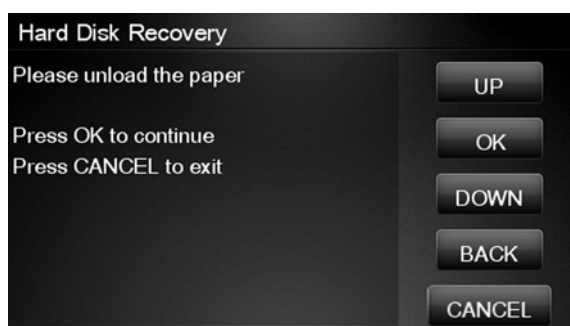 Hard Disk Recovery
Please unload the paper
Press OK to continue
Press CANCEL to exit
UP
OK
DOWN
BACK
CANCEL